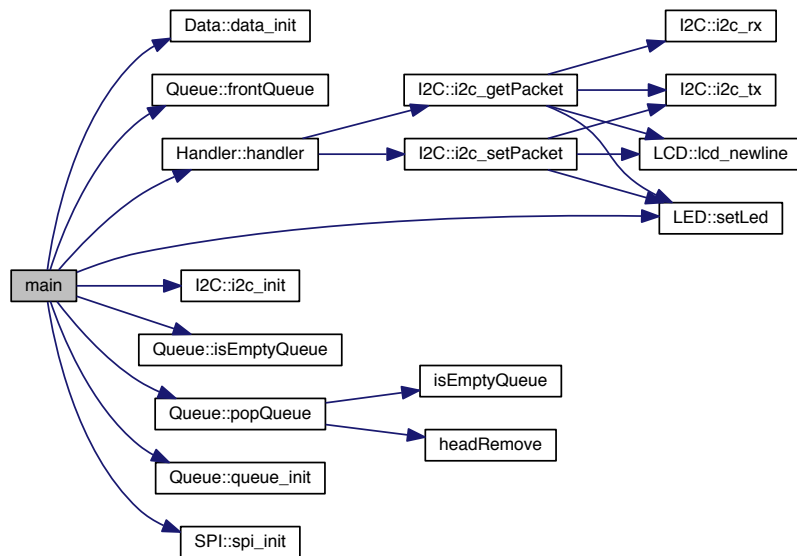 Data::data_init
I2C::i2c_rx
Queue::frontQueue
I2C::i2c_getPacket
I2C::i2c_tx
Handler::handler
I2C::i2c_setPacket
LCD::lcd_newline
LED::setLed
main
I2C::i2c_init
Queue::isEmptyQueue
isEmptyQueue
Queue::popQueue
headRemove
Queue::queue_init
SPI::spi_init